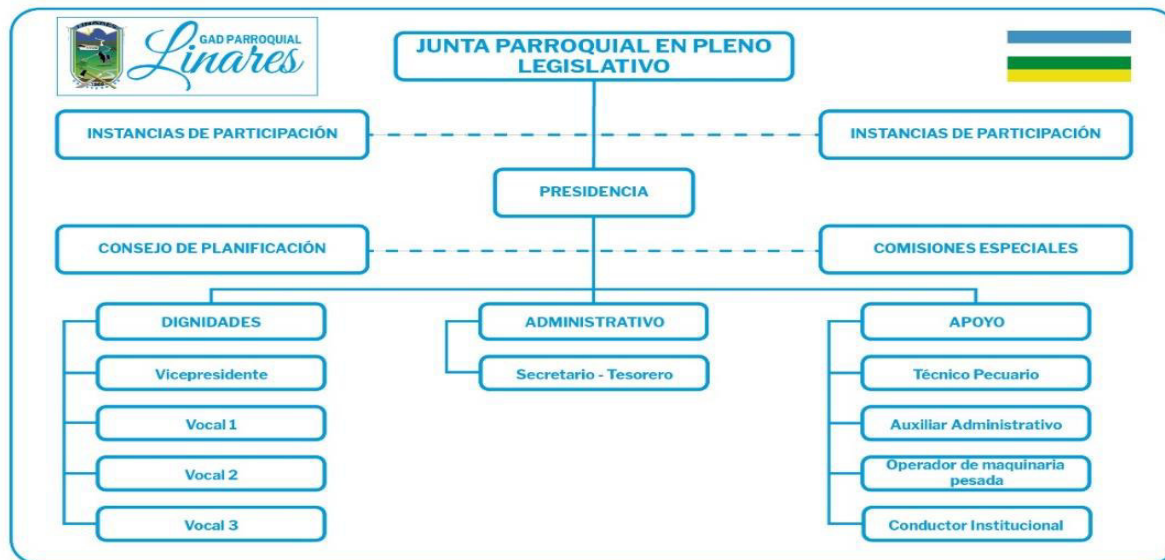 GAD PARROQUIAL
Linares
JUNTA PARROQUIAL EN PLENO
LEGISLATIVO
INSTANCIAS DE PARTICIPACIÓN
INSTANCIAS DE PARTICIPACIÓN
PRESIDENCIA
CONSEJO DE PLANIFICACIÓN
COMISIONES ESPECIALES
DIGNIDADES
Vicepresidente
Vocal 1
Vocal 2
Vocal 3
ADMINISTRATIVO
Secretario - Tesorero
APOYO
Técnico Pecuario
Auxiliar Administrativo
Operador de maquinaria
pesada
Conductor Institucional